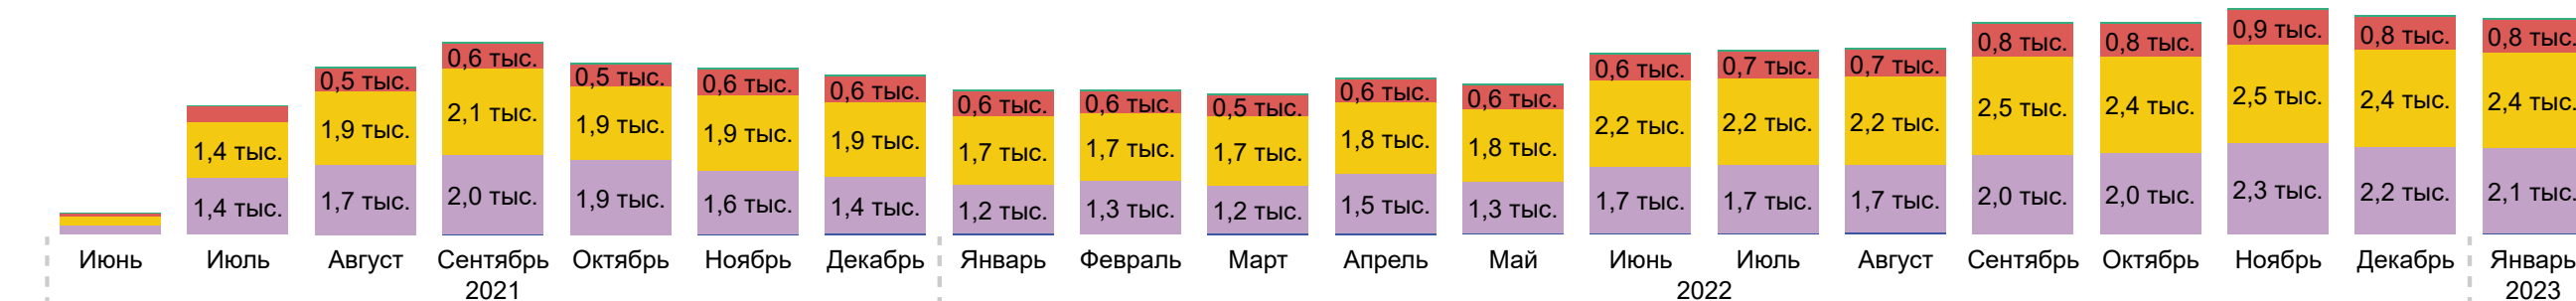 0,5 тыс. 0,6 тыс. 0,5 тыс. 0,6 тыс. 0,6 тыс. 0,6 тыс. 0,6 тыс. 0,5 тыс. 0,6 тыс. 0,6 тыс. 0,6 тыс. 0,7 тыс. 0,7 тыс. 0,8 тыс. 0,8 тыс. 0,9 тыс. 0,8 тыс. 0,8 тыс.
1,4 тыс. 1,9 тыс. 2,1 тыс. 1,9 тыс. 1,9 тыс. 1,9 тыс. 1,7 тыс. 1,7 тыс. 1,7 тыс. 1,8 тыс. 1,8 тыс. 2,2 тыс. 2,2 тыс. 2,2 тыс. 2,5 тыс. 2,4 тыс. 2,5 тыс. 2,4 тыс. 2,4 тыс.
1,4 тыс. 1,7 тыс. 2,0 тыс. 1,9 тыс. 1,6 тыс. 1,4 тыс. 1,2 тыс. 1,3 тыс. 1,2 тыс. 1,5 тыс. 1,3 тыс. 1,7 тыс. 1,7 тыс. 1,7 тыс. 2,0 тыс. 2,0 тыс. 2,3 тыс. 2,2 тыс. 2,1 тыс.
Июнь Июль Август Сентябрь Октябрь Ноябрь Декабрь Январь Февраль Март Апрель Май Июнь Июль Август Сентябрь Октябрь Ноябрь Декабрь Январь
2021 2022 2023